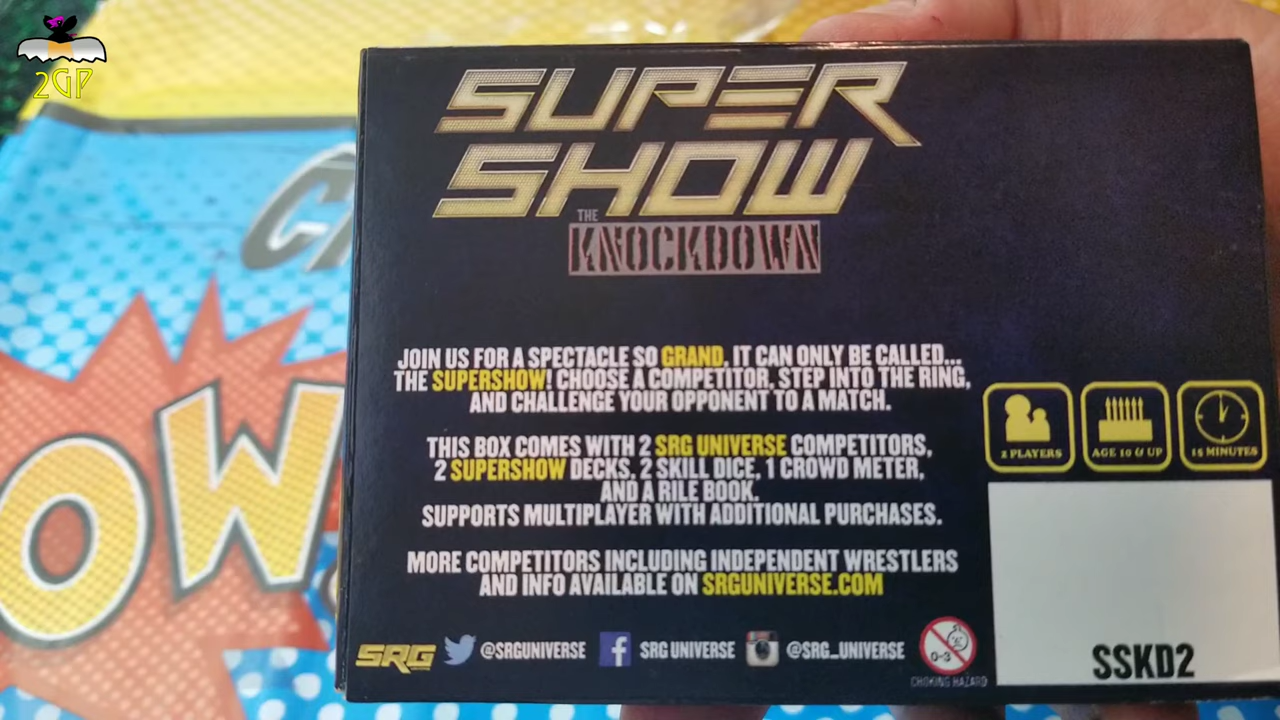 2GP
SUPER
SHOW
THE
KNOCKDOWN
JOIN US FOR A SPECTACLE SO GRAND, IT CAN ONLY BE CALLED...
THE SUPERSHOW! CHOOSE A COMPETITOR, STEP INTO THE RING,
AND CHALLENGE YOUR OPPONENT TO A MATCH.
THIS BOX COMES WITH 2 SRG UNIVERSE COMPETITORS,
2 SUPERSHOW DECKS, 2 SKILL DICE, 1 CROWD METER,
AND A RILE BOOK.
SUPPORTS MULTIPLAYER WITH ADDITIONAL PURCHASES.
MORE COMPETITORS INCLUDING INDEPENDENT WRESTLERS
AND INFO AVAILABLE ON SRGUNIVERSE.COM
2 PLAYERS
AGE 10 & UP
15 MINUTES
SRG
@SRGUNIVERSE
SRG UNIVERSE
@SRG_UNIVERSE
0-3
CHOKING HAZARD
SSKD2
OW